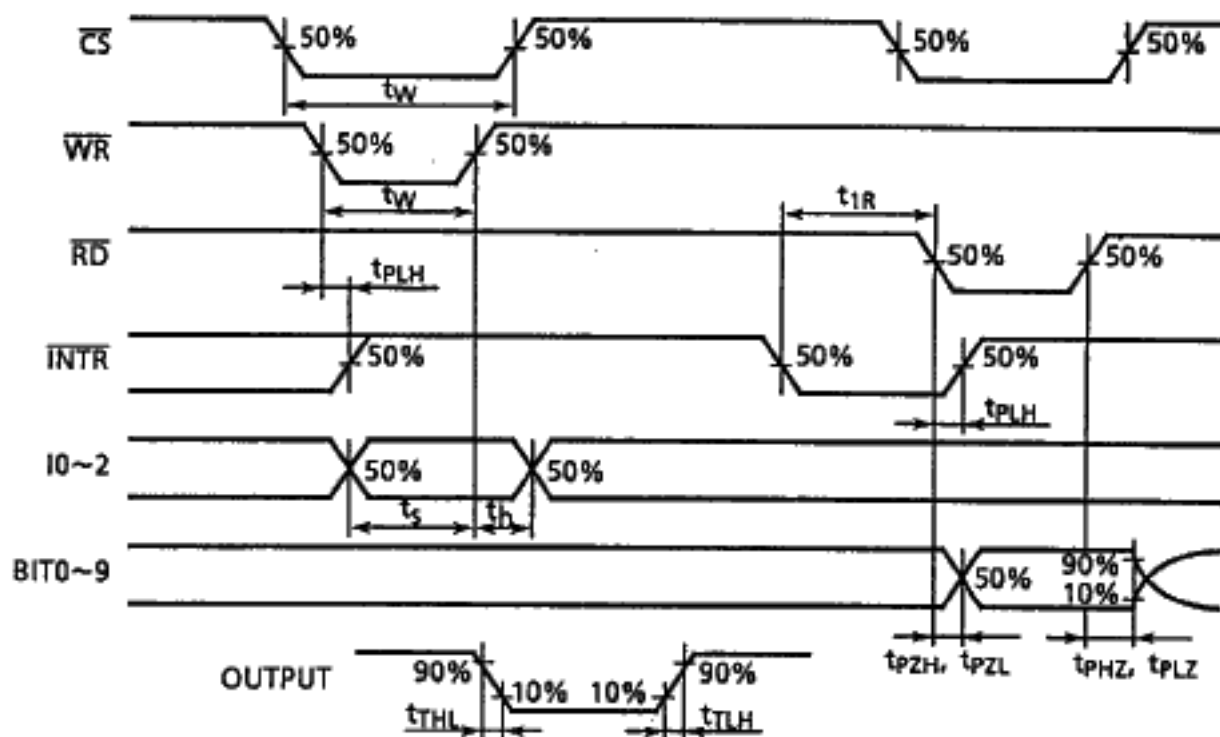 CS 50% 50% 50% 50%
tW
WR 50% 50%
tW t1R
RD 50% 50%
tPLH
INTR 50% 50% 50%
tPLH
I0~2 50% 50%
ts th
BIT0~9 50% 90%
10%
tPZH, tPZL tPHZ, tPLZ
OUTPUT 90% 10% 10% 90%
tTHL tTLH